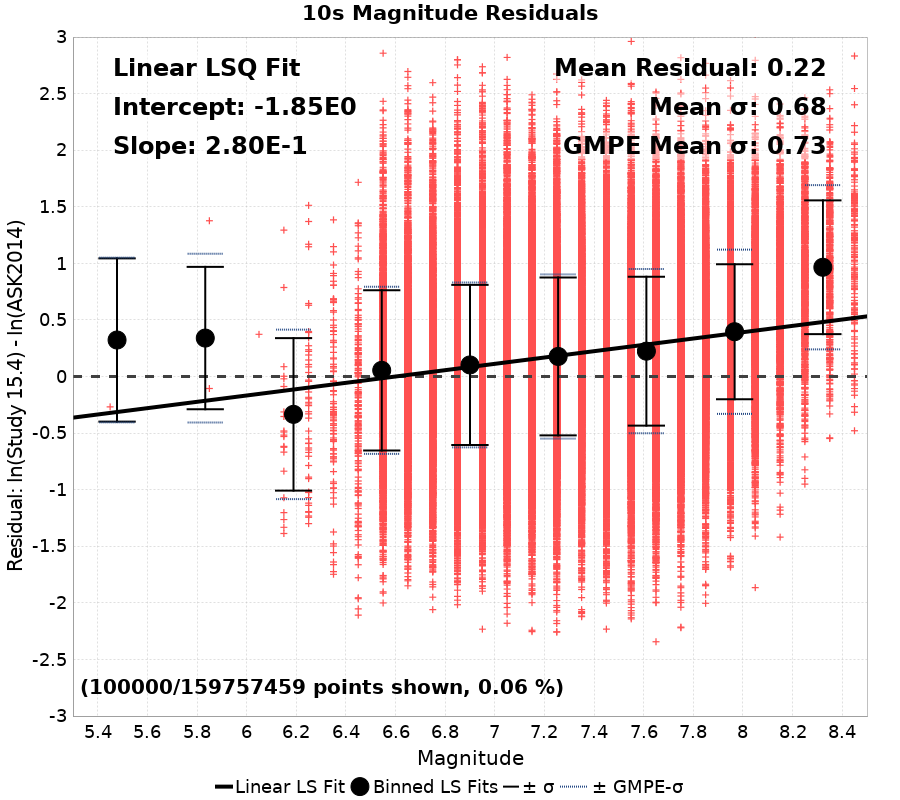 10s Magnitude Residuals
Linear LSQ Fit
Intercept: -1.85E0
Slope: 2.80E-1
Mean Residual: 0.22
Mean σ: 0.68
GMPE Mean σ: 0.73
Residual: ln(Study 15.4) - ln(ASK2014)
3
2.5
2
1.5
1
0.5
0
-0.5
-1
-1.5
-2
-2.5
-3
(100000/159757459 points shown, 0.06 %)
5.4 5.6 5.8 6 6.2 6.4 6.6 6.8 7 7.2 7.4 7.6 7.8 8 8.2 8.4
Magnitude
Linear LS Fit Binned LS Fits ± σ ± GMPE-σ